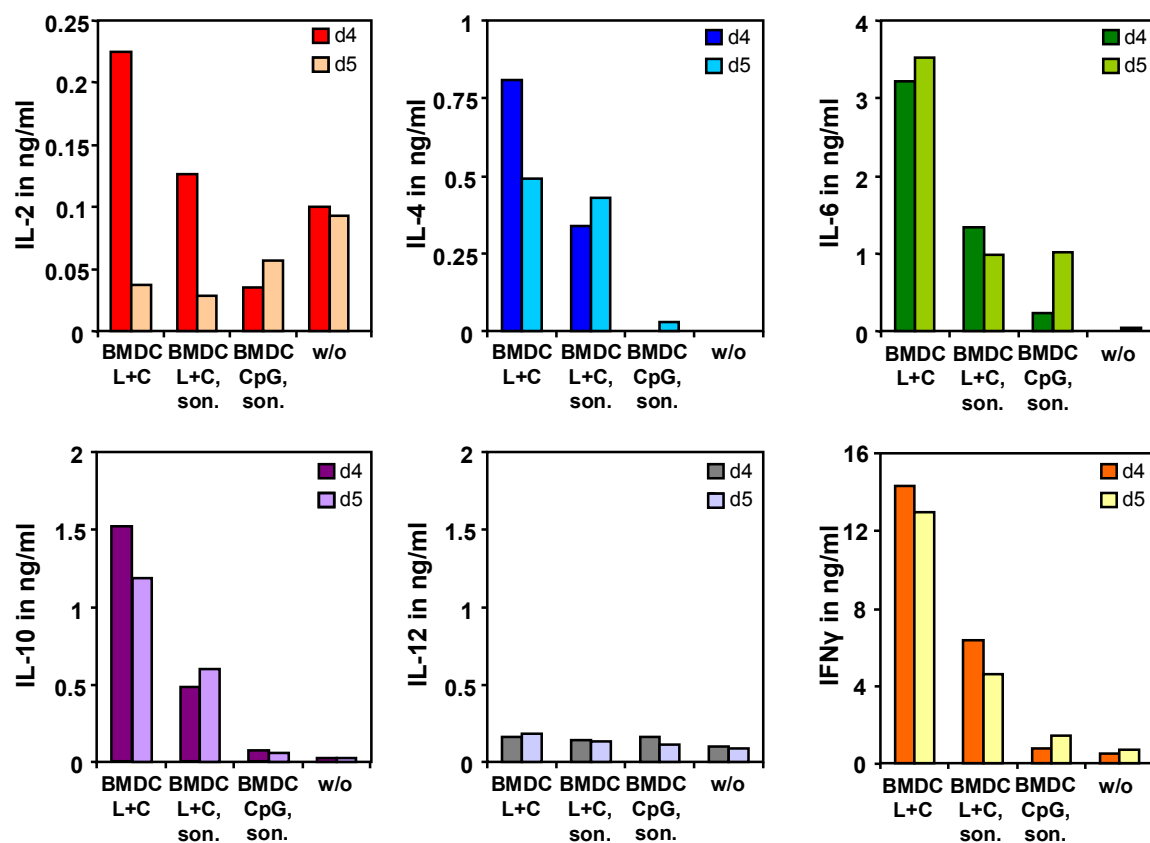 IL-2 in ng/ml
0.25
0.2
0.15
0.1
0.05
0
d4
d5
BMDC BMDC BMDC w/o
L+C L+C, CpG,
son. son.
IL-4 in ng/ml
1
0.75
0.5
0.25
0
d4
d5
BMDC BMDC BMDC w/o
L+C L+C, CpG,
son. son.
IL-6 in ng/ml
4
3
2
1
0
d4
d5
BMDC BMDC BMDC w/o
L+C L+C, CpG,
son. son.
IL-10 in ng/ml
2
1.5
1
0.5
0
d4
d5
BMDC BMDC BMDC w/o
L+C L+C, CpG,
son. son.
IL-12 in ng/ml
2
1.5
1
0.5
0
d4
d5
BMDC BMDC BMDC w/o
L+C L+C, CpG,
son. son.
IFNγ in ng/ml
16
12
8
4
0
d4
d5
BMDC BMDC BMDC w/o
L+C L+C, CpG,
son. son.